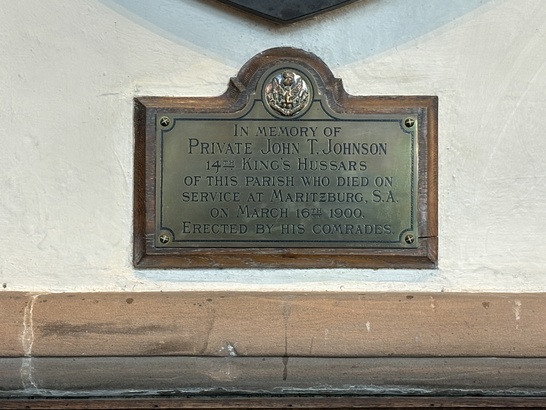 In memory of
Private John T. Johnson
14TH King's Hussars
of this parish who died on
service at Maritzburg, S.A.
on March 16TH 1900.
Erected by his comrades.